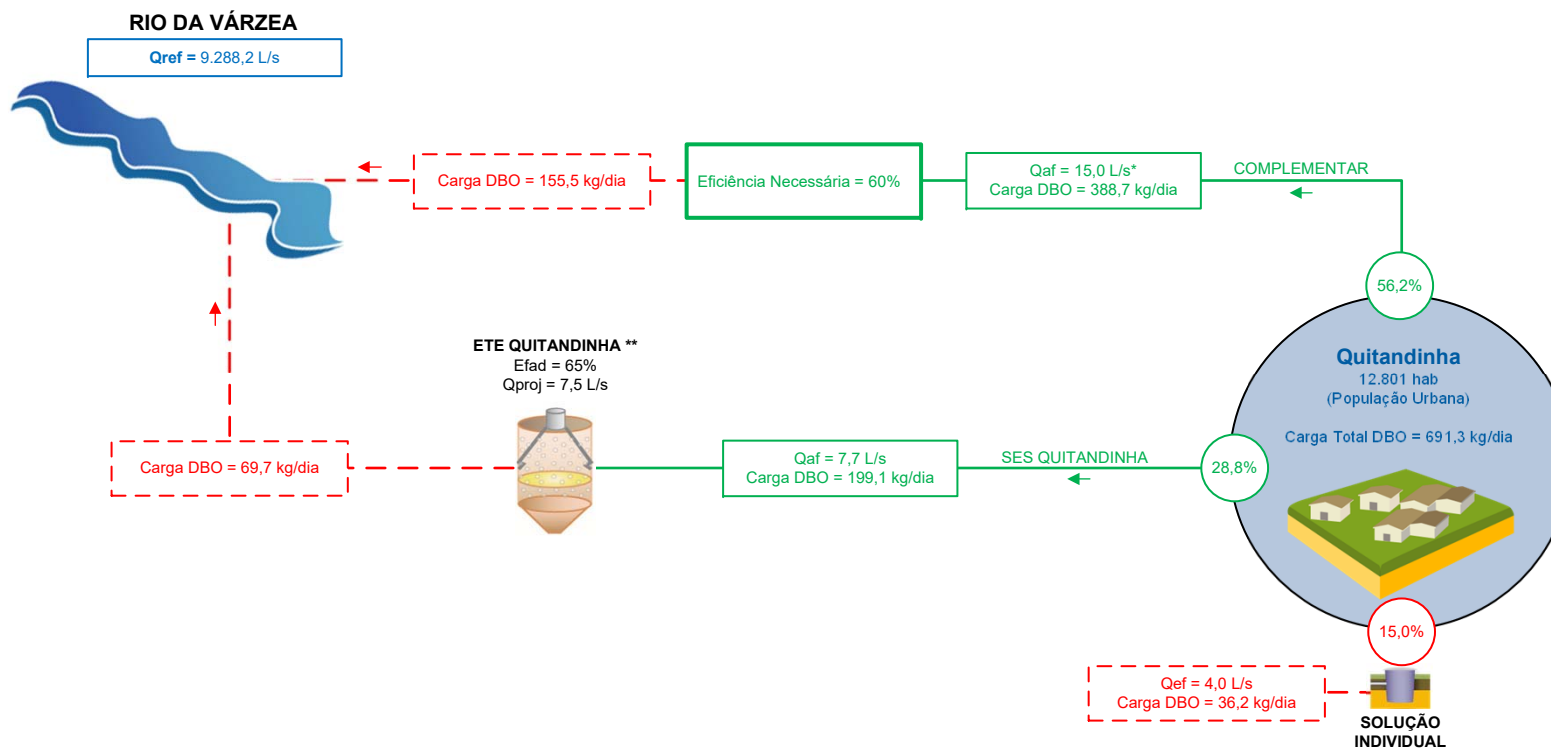 RIO DA VÁRZEA
Qref = 9.288,2 L/s
Carga DBO = 155,5 kg/dia
Eficiência Necessária = 60%
Qaf = 15,0 L/s*
Carga DBO = 388,7 kg/dia
COMPLEMENTAR
56,2%
Quitandinha
12.801 hab
(População Urbana)
Carga Total DBO = 691,3 kg/dia
ETE QUITANDINHA **
Efad = 65%
Qproj = 7,5 L/s
Carga DBO = 69,7 kg/dia
Qaf = 7,7 L/s
Carga DBO = 199,1 kg/dia
SES QUITANDINHA
28,8%
15,0%
Qef = 4,0 L/s
Carga DBO = 36,2 kg/dia
SOLUÇÃO
INDIVIDUAL